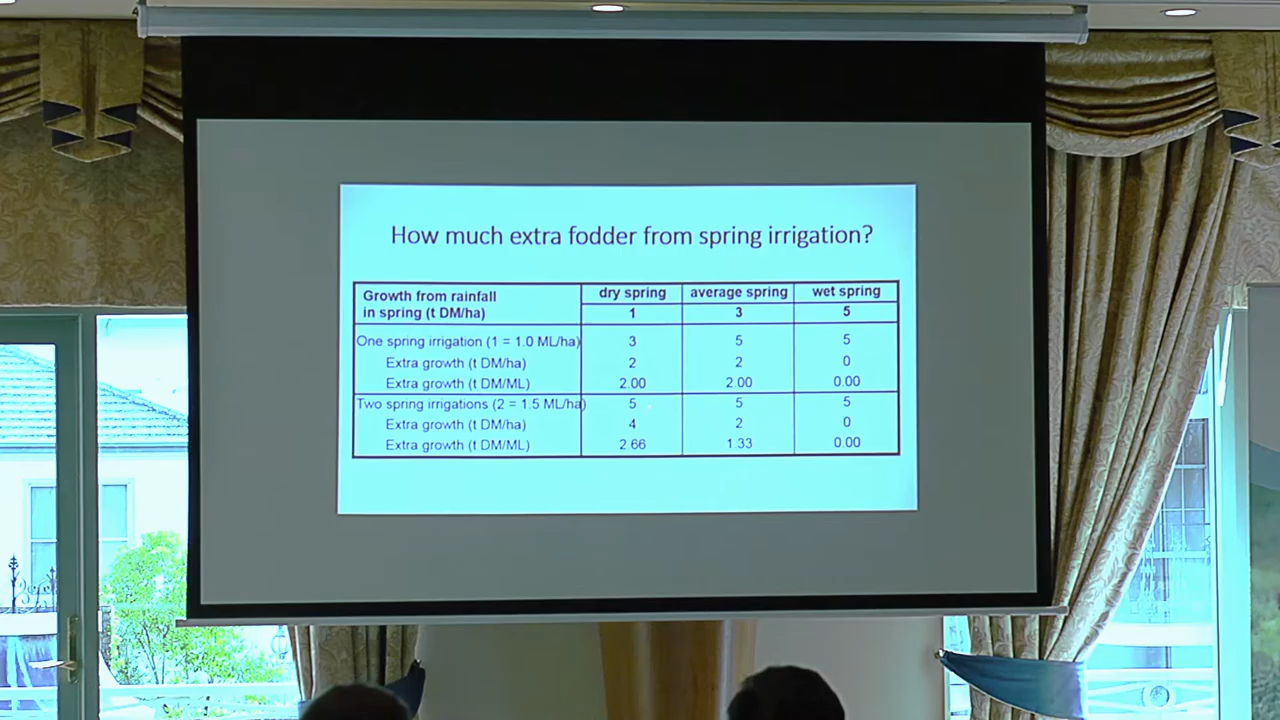 How much extra fodder from spring irrigation?
Growth from rainfall dry spring average spring wet spring
in spring (t DM/ha) 1 3 5
One spring irrigation (1 = 1.0 ML/ha) 3 5 5
Extra growth (t DM/ha) 2 2 0
Extra growth (t DM/ML) 2.00 2.00 0.00
Two spring irrigations (2 = 1.5 ML/ha) 5 5 5
Extra growth (t DM/ha) 4 2 0
Extra growth (t DM/ML) 2.66 1.33 0.00